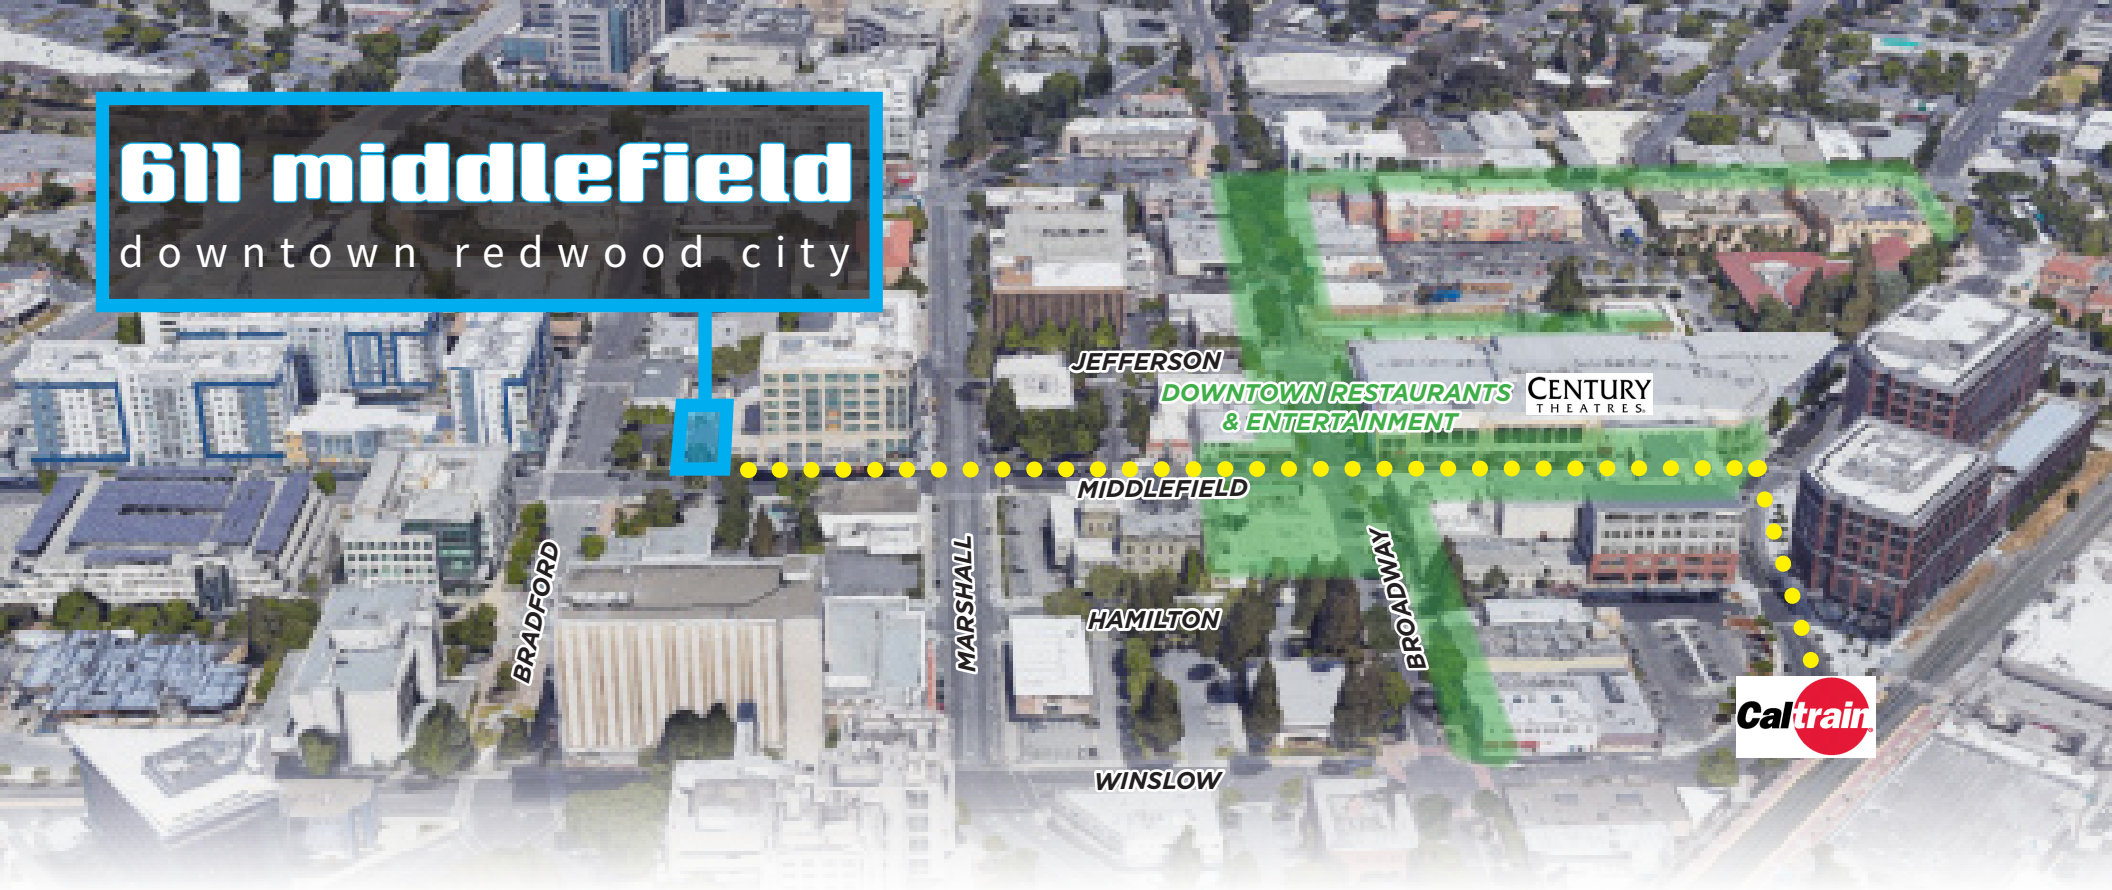 611 middlefield
downtown redwood city
JEFFERSON
DOWNTOWN RESTAURANTS
& ENTERTAINMENT
CENTURY
THEATRES
MIDDLEFIELD
BRADFORD
MARSHALL
BROADWAY
HAMILTON
WINSLOW
Caltrain